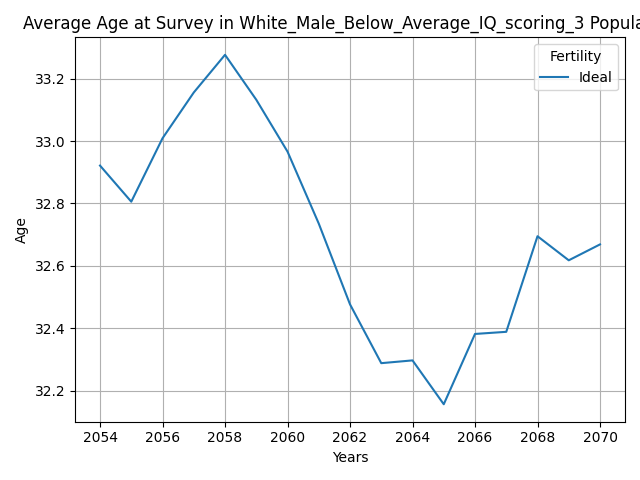 Average Age at Survey in White_Male_Below_Average_IQ_scoring_3 Popula
Fertility
Ideal
33.2
33.0
32.8
32.6
32.4
32.2
Age
2054 2056 2058 2060 2062 2064 2066 2068 2070
Years